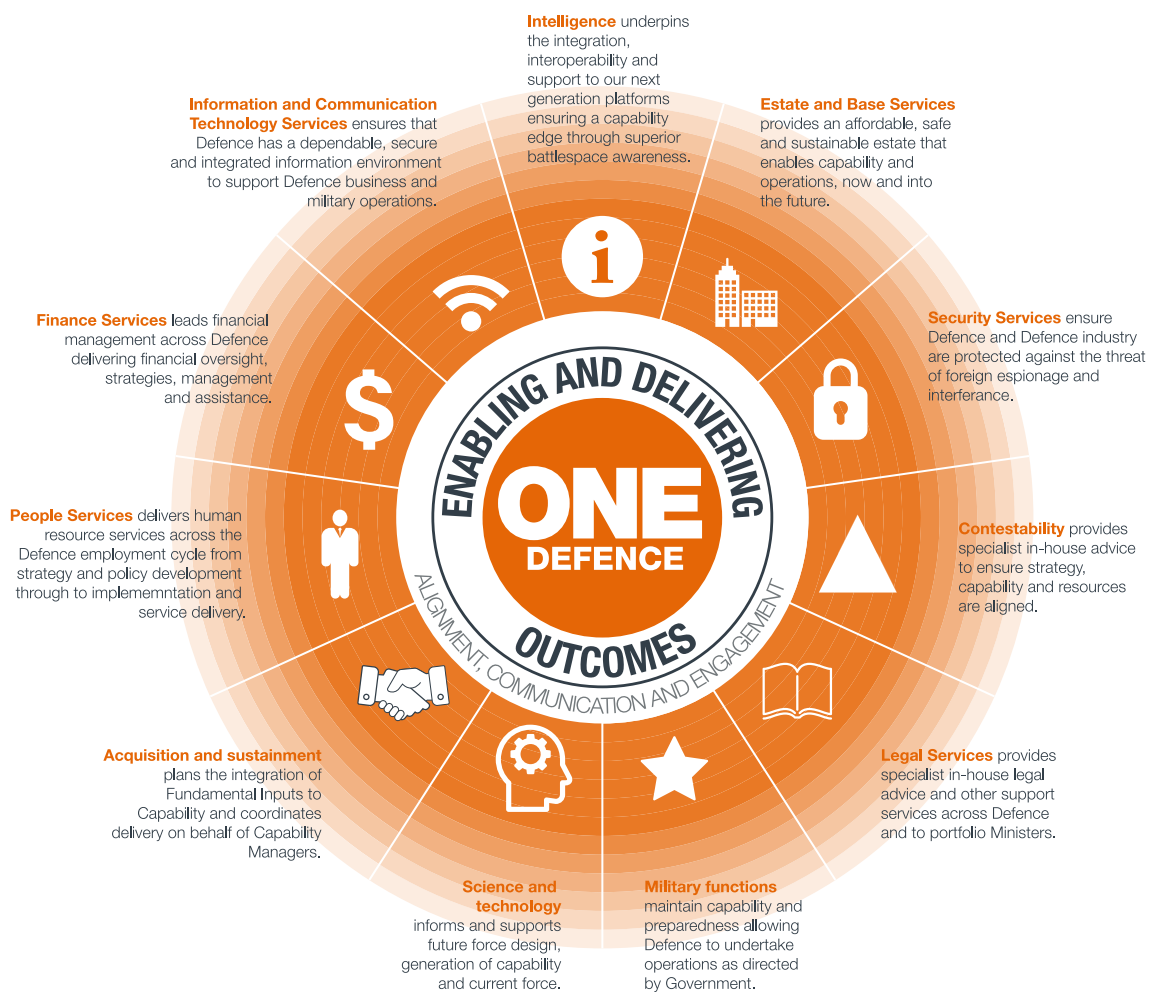 Intelligence underpins
the integration,
interoperability and
support to our next
generation platforms
ensuring a capability
edge through superior
battlespace awareness.
Estate and Base Services
provides an affordable, safe
and sustainable estate that
enables capability and
operations, now and into
the future.
Security Services ensure
Defence and Defence industry
are protected against the threat
of foreign espionage and
interferance.
Contestability provides
specialist in-house advice
to ensure strategy,
capability and resources
are aligned.
Legal Services provides
specialist in-house legal
advice and other support
services across Defence
and to portfolio Ministers.
Military functions
maintain capability and
preparedness allowing
Defence to undertake
operations as directed
by Government.
Science and
technology
informs and supports
future force design,
generation of capability
and current force.
Acquisition and sustainment
plans the integration of
Fundamental Inputs to
Capability and coordinates
delivery on behalf of Capability
Managers.
People Services delivers human
resource services across the
Defence employment cycle from
strategy and policy development
through to implememntation and
service delivery.
Finance Services leads financial
management across Defence
delivering financial oversight,
strategies, management
and assistance.
Information and Communication
Technology Services ensures that
Defence has a dependable, secure
and integrated information environment
to support Defence business and
military operations.
i
$
ENABLING AND DELIVERING
ONE
DEFENCE
OUTCOMES
ALIGNMENT, COMMUNICATION AND ENGAGEMENT